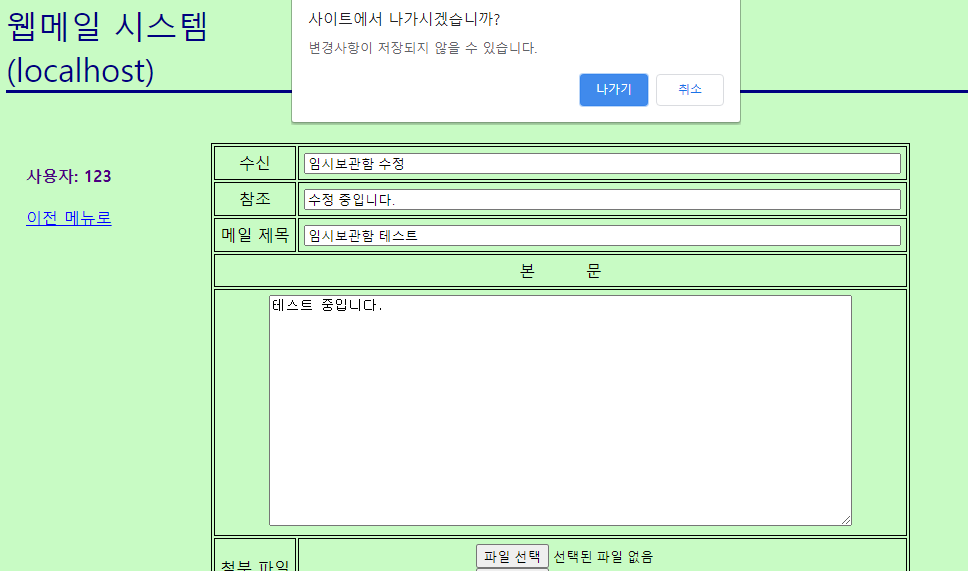 웹메일 시스템
(localhost)
사이트에서 나가시겠습니까?
변경사항이 저장되지 않을 수 있습니다.
나가기 취소
사용자: 123
이전 메뉴로
수신 임시보관함 수정
참조 수정 중입니다.
메일 제목 임시보관함 테스트
본 문
테스트 중입니다.
첨부 파일 파일 선택 선택된 파일 없음